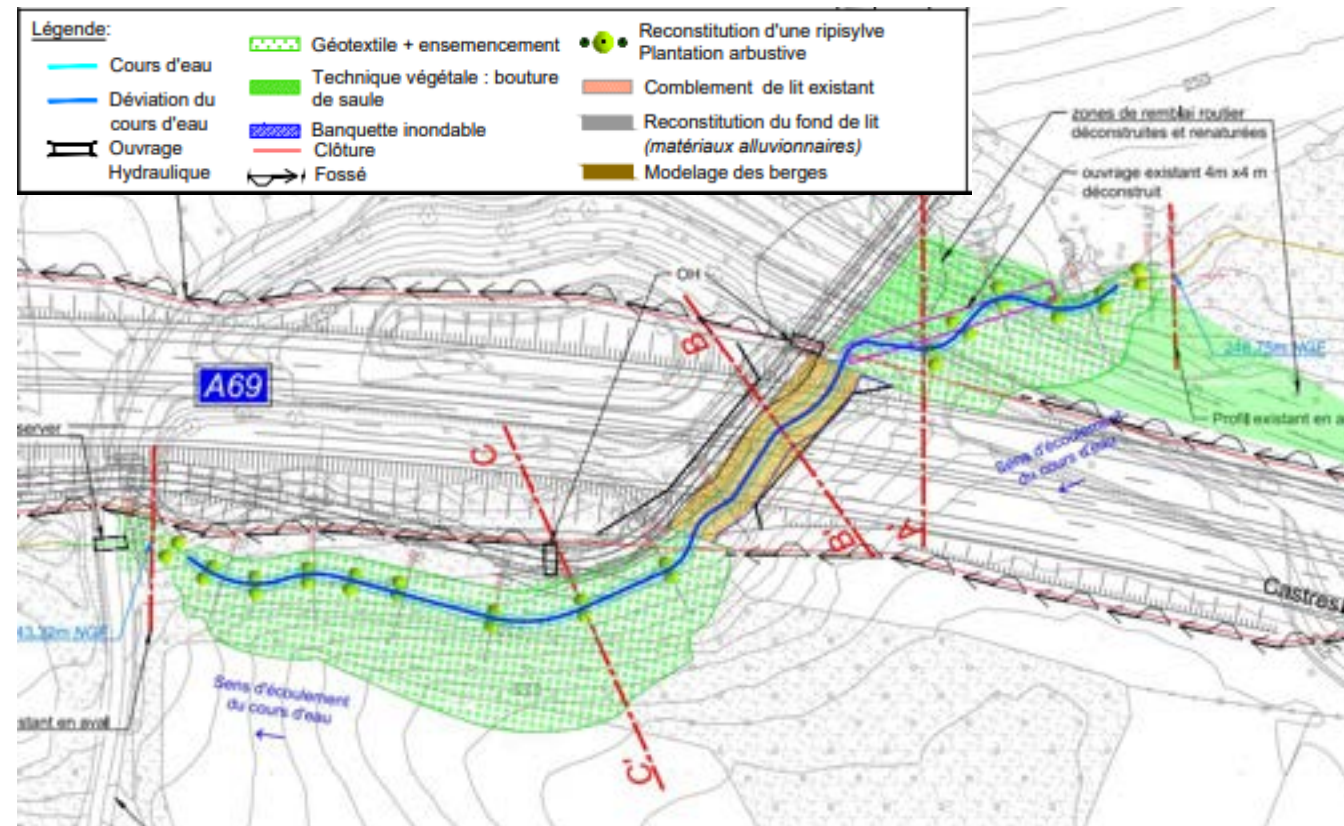 Légende:
Cours d'eau
Déviation du
cours d'eau
Ouvrage
Hydraulique
Géotextile + ensemencement
Technique végétale : bouture
de saule
Banquette inondable
Clôture
Fossé
Reconstitution d'une ripisylve
Plantation arbustive
Comblement de lit existant
Reconstitution du fond de lit
(matériaux alluvionnaires)
Modelage des berges
zones de remblai routier
déconstruites et renaturées
ouvrage existant 4m x4 m
déconstruit
OH
B
A69
server
Profil existant en a
Sens d'écoulement
du cours d'eau
C
B'
A'
Castres
43,32m NGF
Sens d'écoulement
du cours d'eau
stant en aval
C'